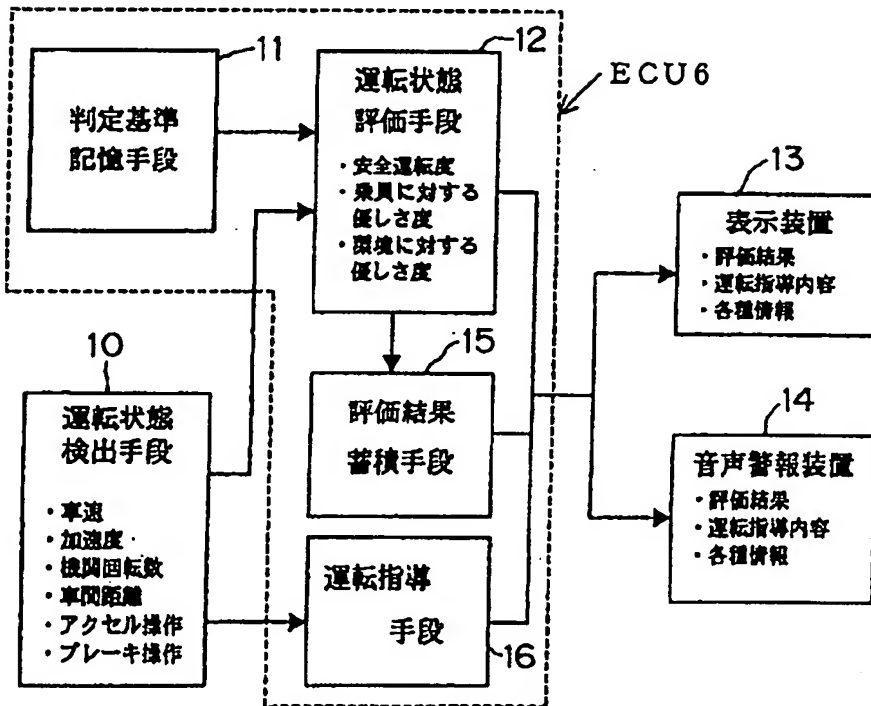 11
判定基準
記憶手段
12
運転状態
評価手段
・安全運転度
・乗員に対する
優しさ度
・環境に対する
優しさ度
ECU6
13
表示装置
・評価結果
・運転指導内容
・各種情報
10
運転状態
検出手段
・車速
・加速度
・機関回転数
・車間距離
・アクセル操作
・ブレーキ操作
15
評価結果
蓄積手段
14
音声警報装置
・評価結果
・運転指導内容
・各種情報
運転指導
手段
16